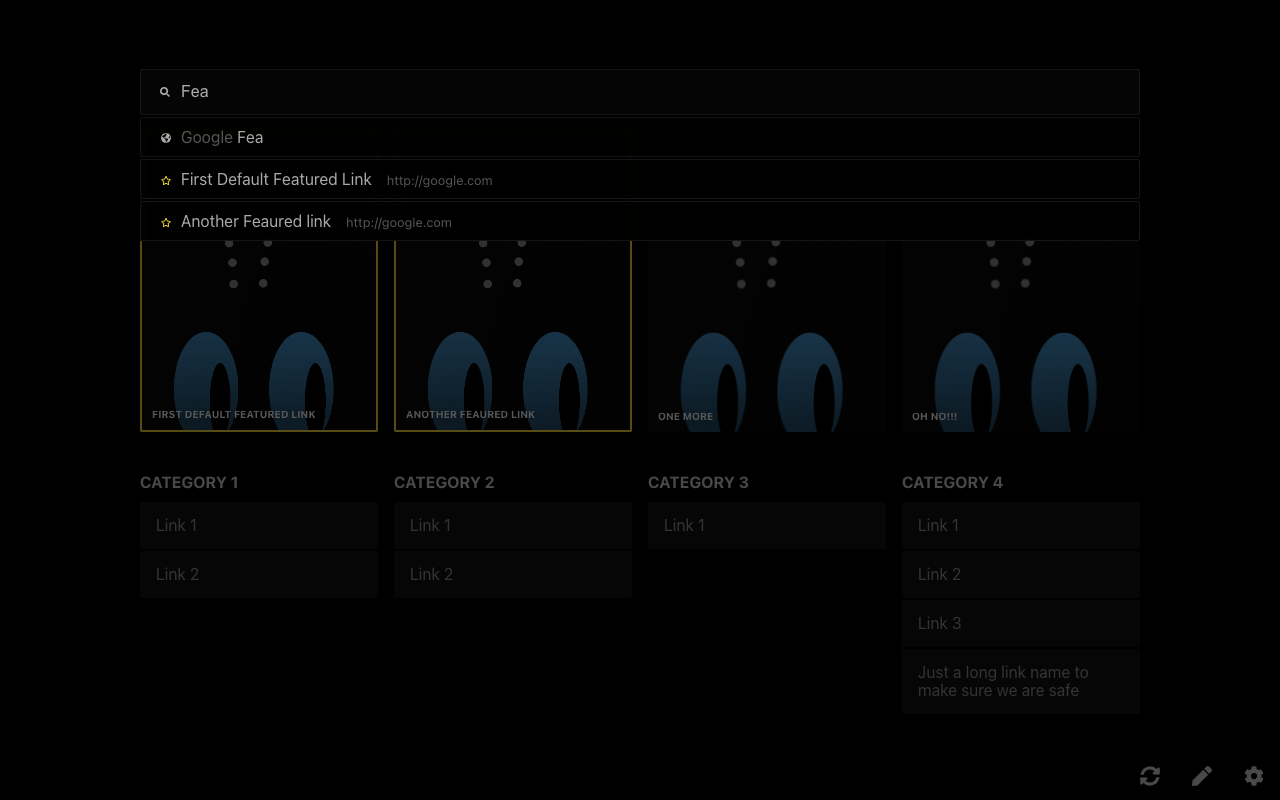 Fea
Google Fea
First Default Featured Link http://google.com
Another Feaured link http://google.com
FIRST DEFAULT FEATURED LINK
ANOTHER FEAURED LINK
ONE MORE
OH NO!!!
CATEGORY 1
Link 1
Link 2
CATEGORY 2
Link 1
Link 2
CATEGORY 3
Link 1
CATEGORY 4
Link 1
Link 2
Link 3
Just a long link name to
make sure we are safe